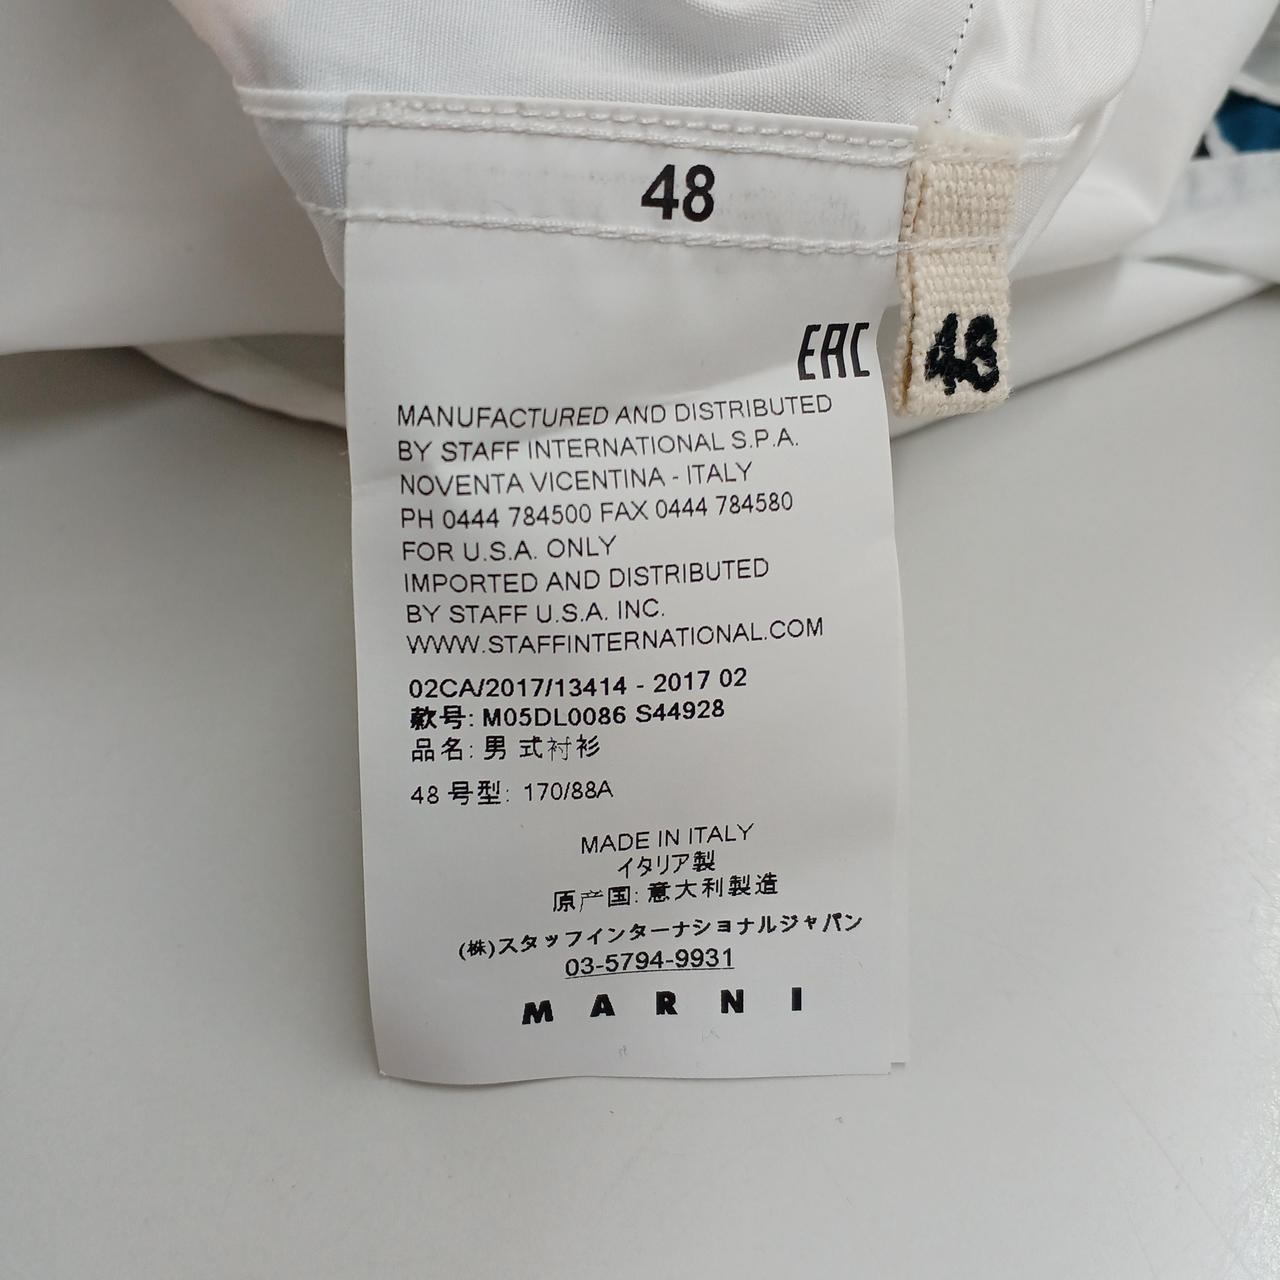 48
48
EAC
MANUFACTURED AND DISTRIBUTED
BY STAFF INTERNATIONAL S.P.A.
NOVENTA VICENTINA - ITALY
PH 0444 784500 FAX 0444 784580
FOR U.S.A. ONLY
IMPORTED AND DISTRIBUTED
BY STAFF U.S.A. INC.
WWW.STAFFINTERNATIONAL.COM
02CA/2017/13414 - 2017 02
款号: M05DL0086 S44928
品名: 男 式衬衫
48 号型: 170/88A
MADE IN ITALY
イタリア製
原产国: 意大利製造
(株)スタッフインターナショナルジャパン
03-5794-9931
MARNI